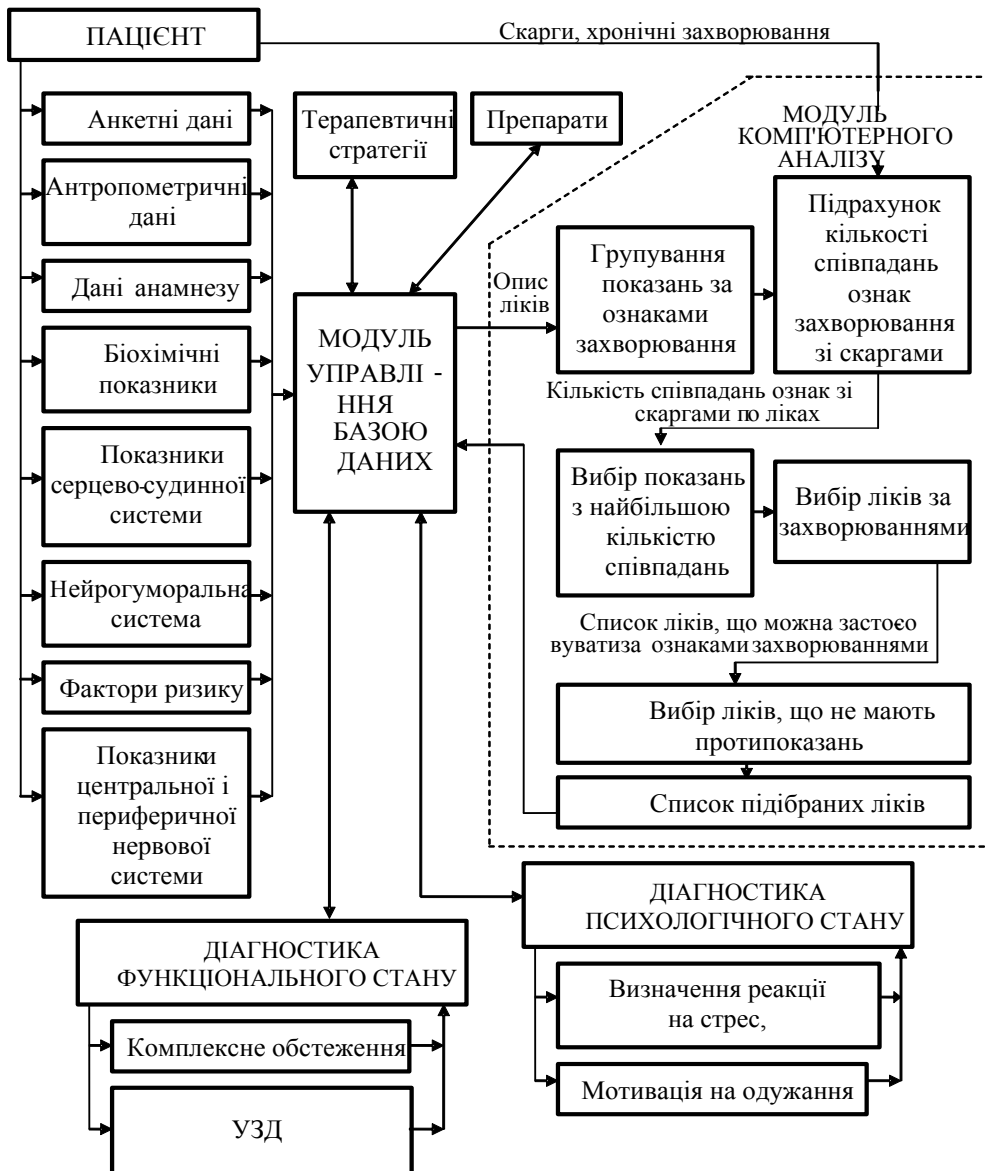 ПАЦІЄНТ
Скарги, хронічні захворювання
Анкетні дані
Антропометричні
дані
Дані анамнезу
Біохімічні
показники
Показники
серцево-судинної
системи
Нейрогуморальна
система
Фактори ризику
Показники
центральної і
периферичної
нервової
системи
Терапевтичні
стратегії
Препарати
МОДУЛЬ
УПРАВЛІ -
ННЯ
БАЗОЮ
ДАНИХ
Опис
ліків
МОДУЛЬ
КОМП'ЮТЕРНОГО
АНАЛІЗУ
Групування
показань за
ознаками
захворювання
Підрахунок
кількості
співпадань
ознак
захворювання
зі скаргами
Кількість співпадань ознак зі
скаргами по ліках
Вибір показань
з найбільшою
кількістю
співпадань
Вибір ліків за
захворюваннями
Список ліків, що можна застоєо
вуватиза ознаками захворюваннями
Вибір ліків, що не мають
протипоказань
Список підібраних ліків
ДІАГНОСТИКА
ПСИХОЛОГІЧНОГО СТАНУ
Визначення реакції
на стрес,
Мотивація на одужання
ДІАГНОСТИКА
ФУНКЦІОНАЛЬНОГО СТАНУ
Комплексне обстеження
УЗД